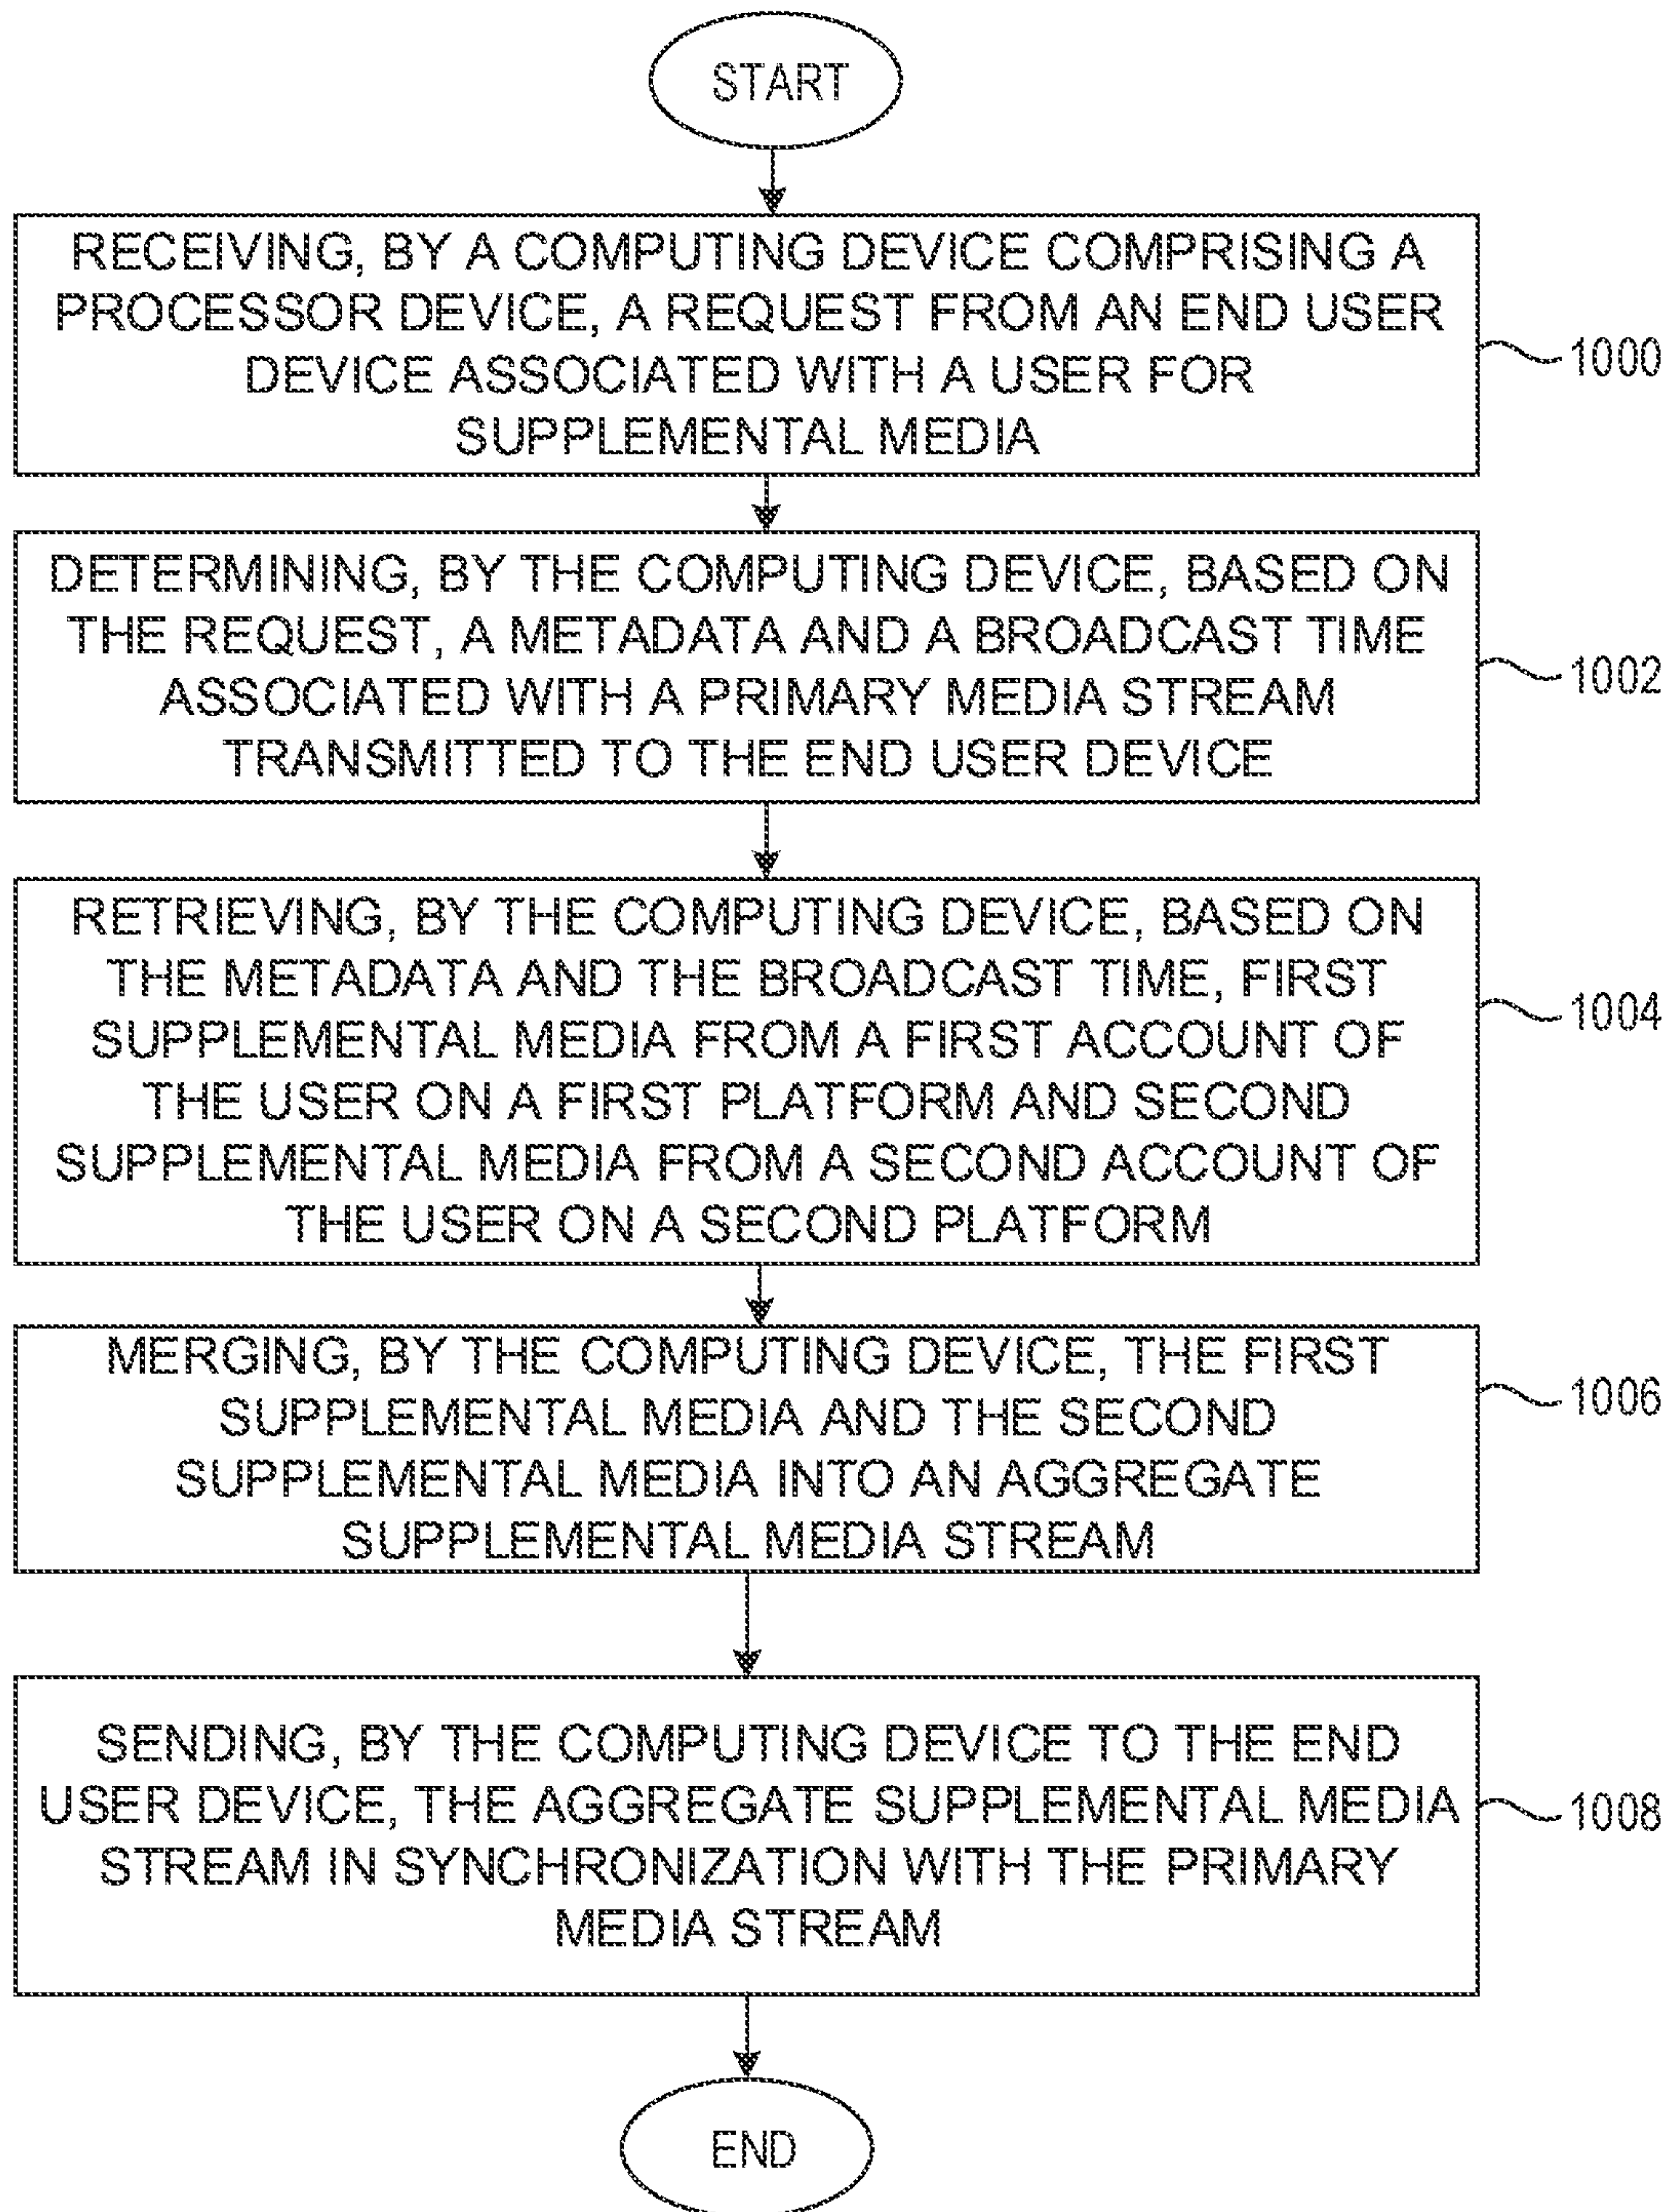 START
RECEIVING, BY A COMPUTING DEVICE COMPRISING A
PROCESSOR DEVICE, A REQUEST FROM AN END USER
DEVICE ASSOCIATED WITH A USER FOR
SUPPLEMENTAL MEDIA
1000
DETERMINING, BY THE COMPUTING DEVICE, BASED ON
THE REQUEST, A METADATA AND A BROADCAST TIME
ASSOCIATED WITH A PRIMARY MEDIA STREAM
TRANSMITTED TO THE END USER DEVICE
1002
RETRIEVING, BY THE COMPUTING DEVICE, BASED ON
THE METADATA AND THE BROADCAST TIME, FIRST
SUPPLEMENTAL MEDIA FROM A FIRST ACCOUNT OF
THE USER ON A FIRST PLATFORM AND SECOND
SUPPLEMENTAL MEDIA FROM A SECOND ACCOUNT OF
THE USER ON A SECOND PLATFORM
1004
MERGING, BY THE COMPUTING DEVICE, THE FIRST
SUPPLEMENTAL MEDIA AND THE SECOND
SUPPLEMENTAL MEDIA INTO AN AGGREGATE
SUPPLEMENTAL MEDIA STREAM
1006
SENDING, BY THE COMPUTING DEVICE TO THE END
USER DEVICE, THE AGGREGATE SUPPLEMENTAL MEDIA
STREAM IN SYNCHRONIZATION WITH THE PRIMARY
MEDIA STREAM
1008
END